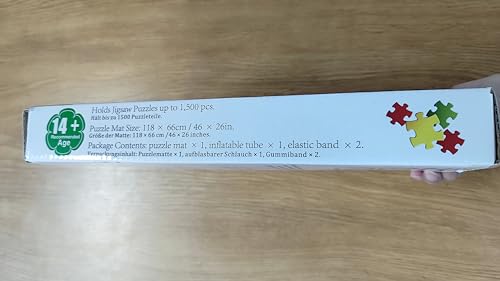 14+
Recommended
Age
Holds Jigsaw Puzzles up to 1,500 pcs.
Hält bis zu 1500 Puzzleteile.
Puzzle Mat Size: 118 × 66cm / 46 × 26in.
Größe der Matte: 118 × 66 cm /46 × 26 inches.
Package Contents: puzzle mat × 1, inflatable tube × 1, elastic band × 2.
Verpackungsinhalt: Puzzlematte × 1, aufblasbarer Schlauch × 1, Gummiband × 2.